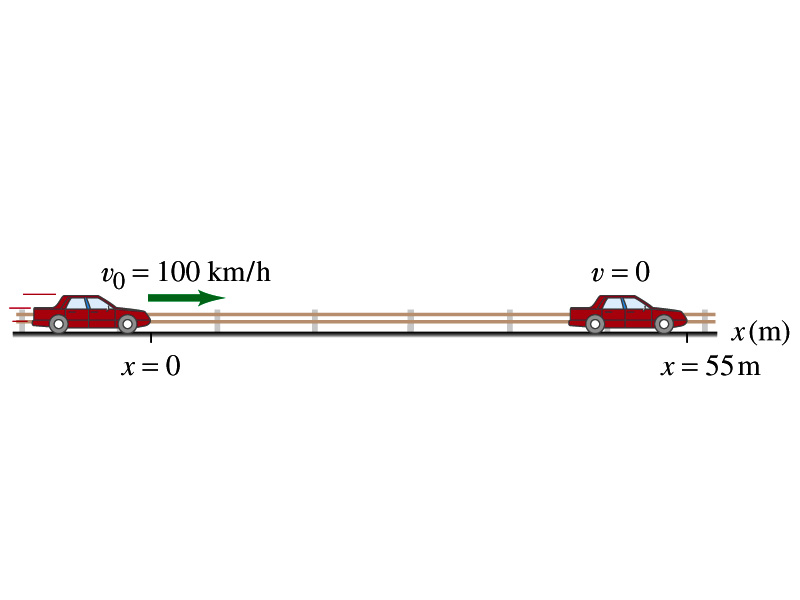 v₀ = 100 km/h
v = 0
x (m)
x = 0
x = 55 m